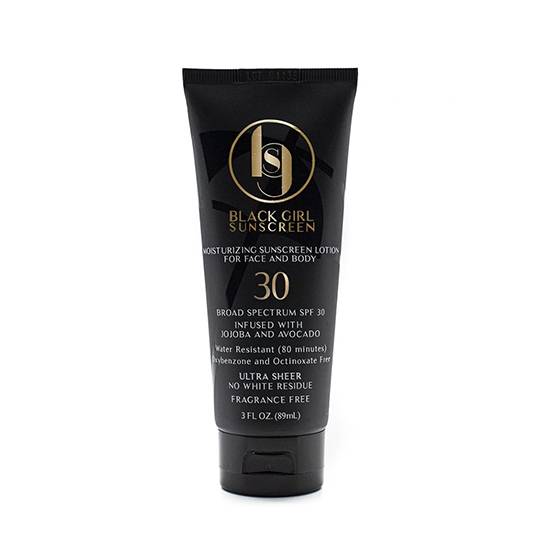 bsg
BLACK GIRL
SUNSCREEN
MOISTURIZING SUNSCREEN LOTION
FOR FACE AND BODY
30
BROAD SPECTRUM SPF 30
INFUSED WITH
JOJOBA AND AVOCADO
Water Resistant (80 minutes)
Oxybenzone and Octinoxate Free
ULTRA SHEER
NO WHITE RESIDUE
FRAGRANCE FREE
3 FL OZ. (89mL)